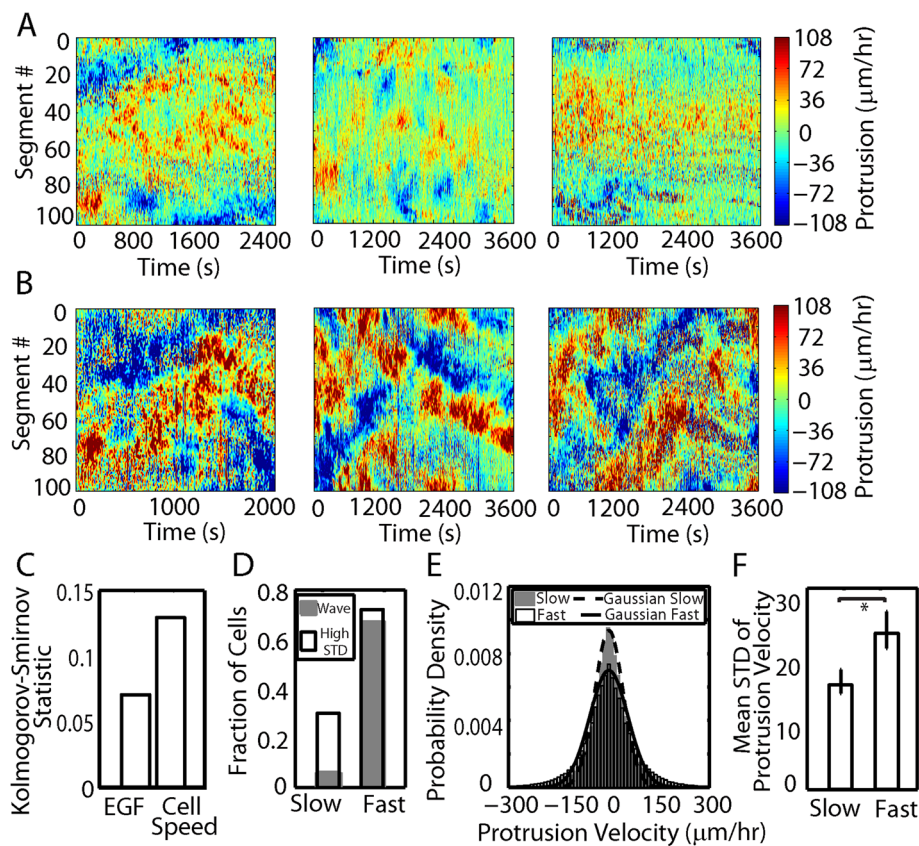 A
Segment #
0
20
40
60
80
100
0 800 1600 2400
Time (s)
0 1200 2400 3600
Time (s)
0 1200 2400 3600
Time (s)
108
72
36
0
−36
−72
−108
Protrusion (μm/hr)
B
Segment #
0
20
40
60
80
100
0 1000 2000
Time (s)
0 1200 2400 3600
Time (s)
0 1200 2400 3600
Time (s)
108
72
36
0
−36
−72
−108
Protrusion (μm/hr)
C
Kolmogorov-Smirnov
Statistic
0.15
0.1
0.05
0
EGF Cell
Speed
D
Fraction of Cells
0.8
0.6
0.4
0.2
0
Wave
High
STD
Slow Fast
E
Probability Density
0.012
0.008
0.004
0
Slow Gaussian Slow
Fast Gaussian Fast
−300 −150 0 150 300
Protrusion Velocity (μm/hr)
F
Mean STD of
Protrusion Velocity
30
20
10
0
*
Slow Fast